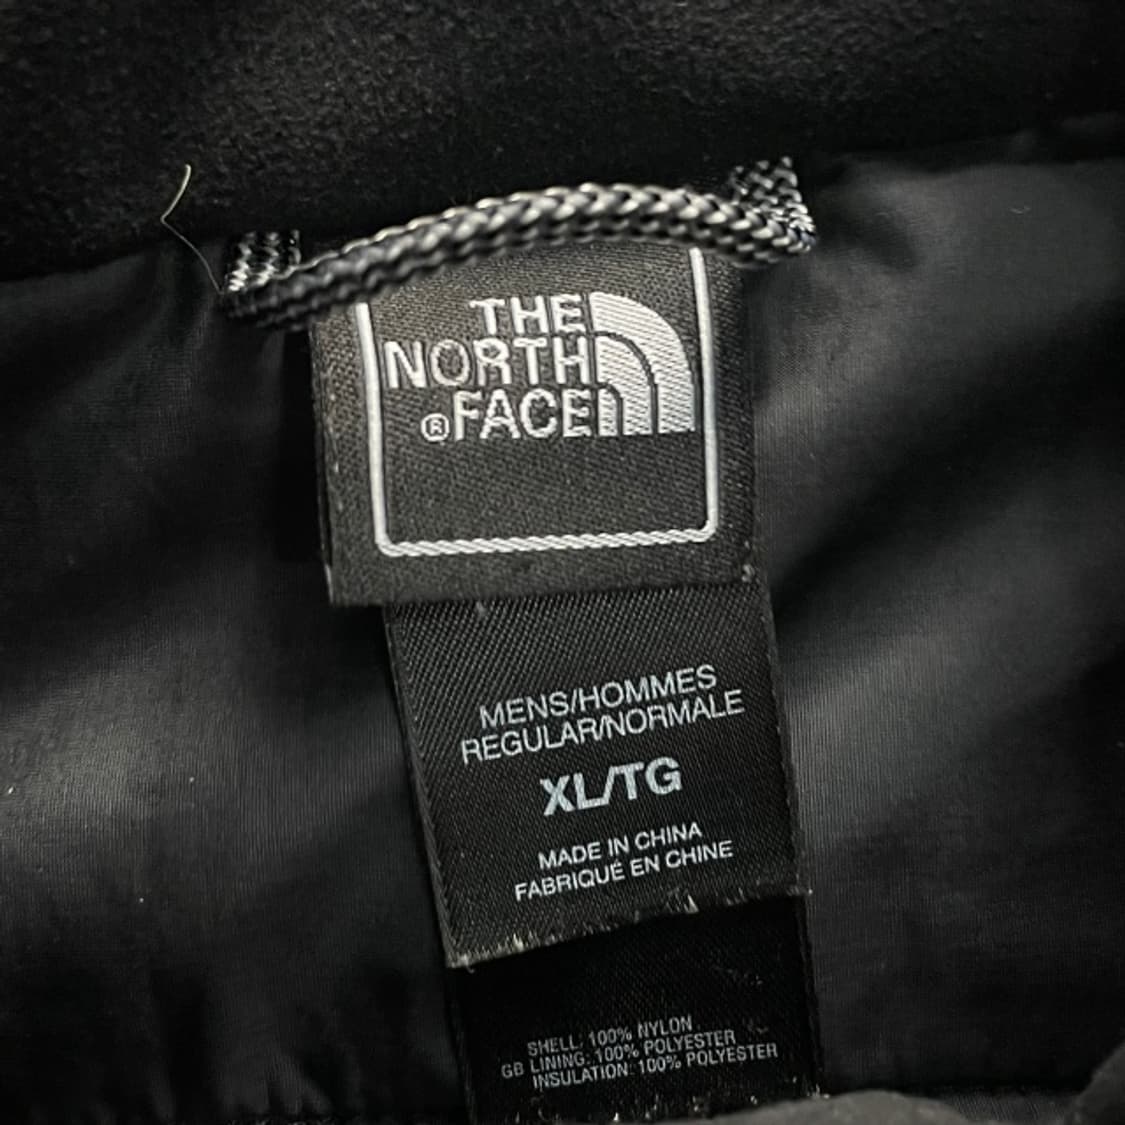 THE
NORTH
®FACE
MENS/HOMMES
REGULAR/NORMALE
XL/TG
MADE IN CHINA
FABRIQUÉ EN CHINE
SHELL: 100% NYLON
GB LINING: 100% POLYESTER
INSULATION: 100% POLYESTER